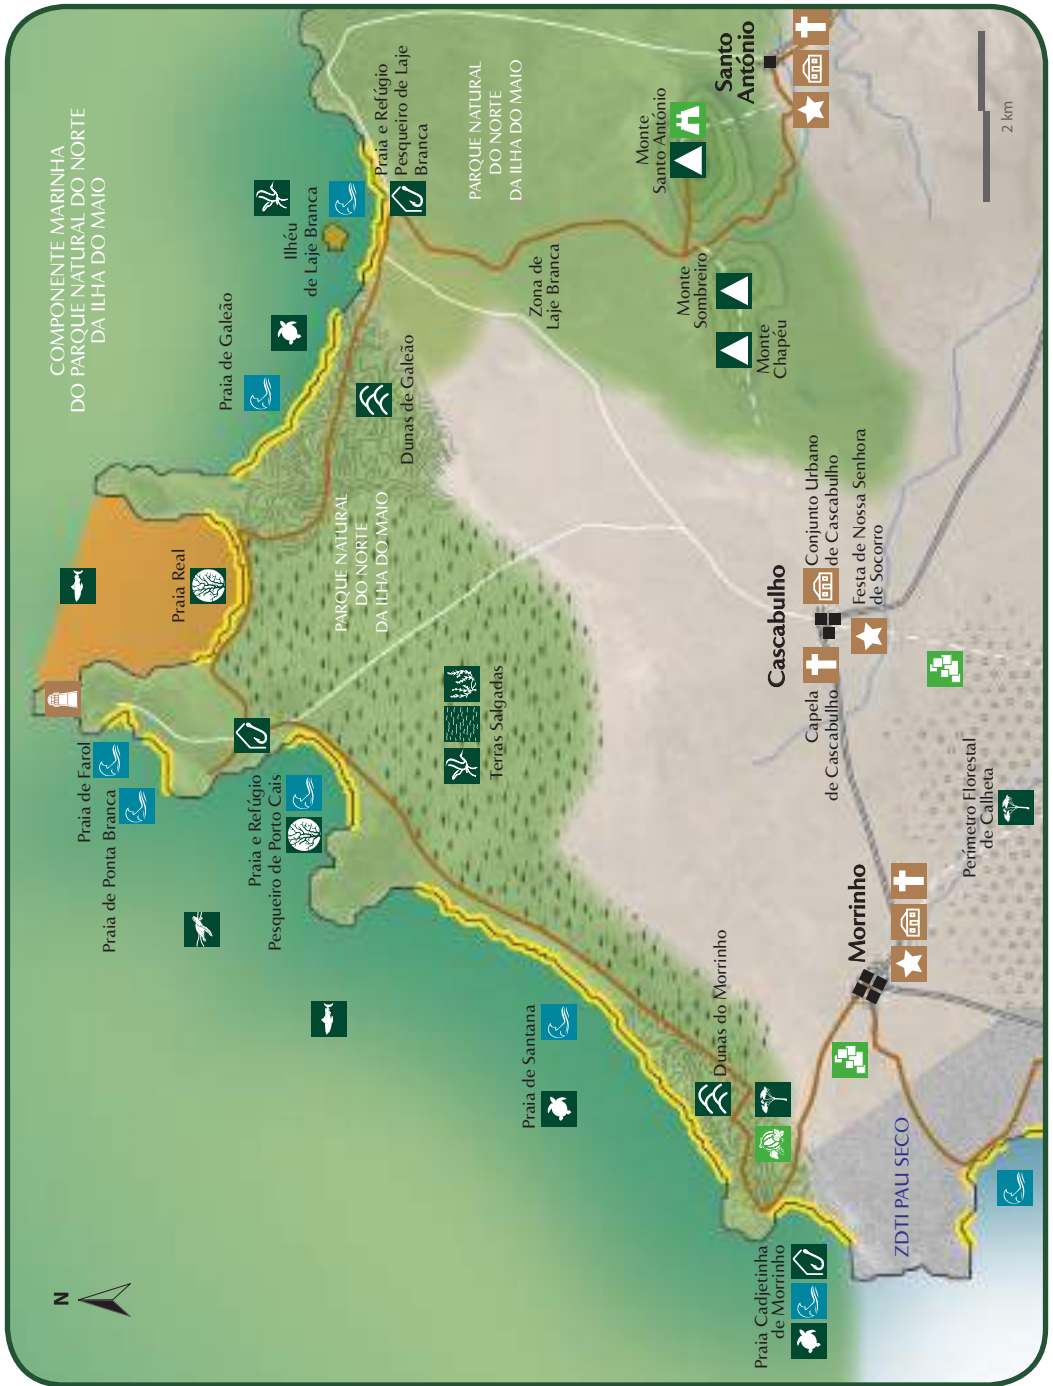 COMPONENTE MARINHA
DO PARQUE NATURAL DO NORTE
DA ILHA DO MAIO
N
Praia de Farol
Praia de Ponta Branca
Praia e Refúgio
Pesqueiro de Porto Cais
Praia Real
Praia de Galeão
Ilhéu
de Laje Branca
Praia e Refúgio
Pesqueiro de Laje
Branca
PARQUE NATURAL
DO NORTE
DA ILHA DO MAIO
Dunas de Galeão
PARQUE NATURAL
DO NORTE
DA ILHA DO MAIO
Terras Salgadas
Zona de
Laje Branca
Monte
Santo António
Santo
António
Monte
Sombreiro
Monte
Chapéu
Praia de Santana
Dunas do Morrinho
Cascabulho
Conjunto Urbano
de Cascabulho
Festa de Nossa Senhora
de Socorro
Capela
de Cascabulho
Morrinho
Perímetro Florestal
de Calheta
Praia Cadjetinha
de Morrinho
ZDTI PAU SECO
2 km